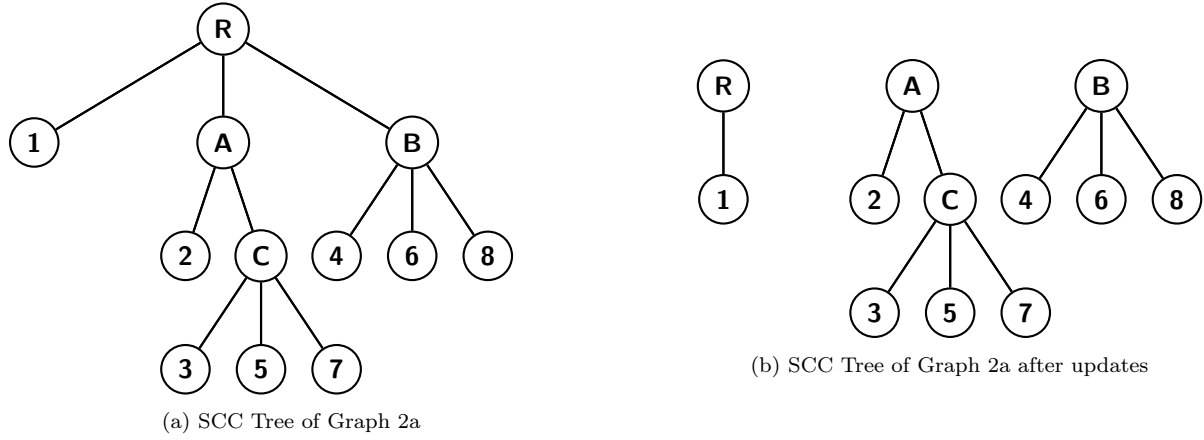 R
1 A B
2 C 4 6 8
3 5 7
(a) SCC Tree of Graph 2a
R A B
1 2 C 4 6 8
3 5 7
(b) SCC Tree of Graph 2a after updates